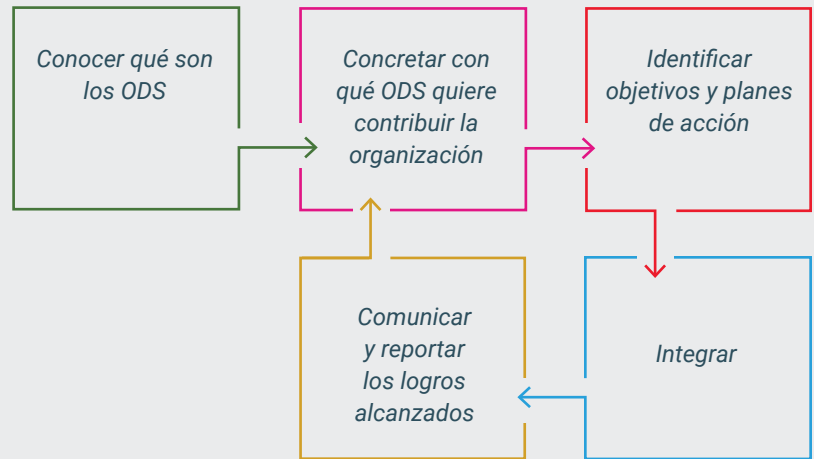 Conocer qué son
los ODS
Concretar con
qué ODS quiere
contribuir la
organización
Identificar
objetivos y planes
de acción
Comunicar
y reportar
los logros
alcanzados
Integrar